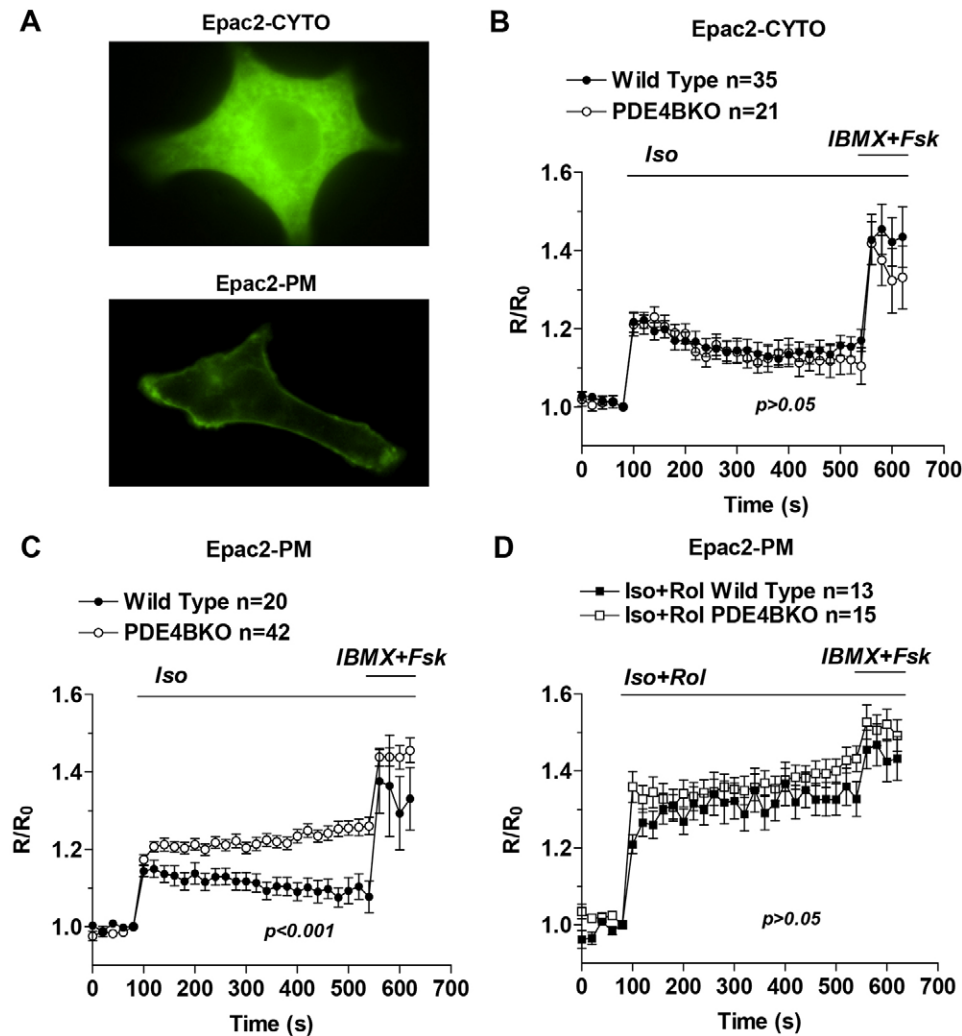 A
Epac2-CYTO
Epac2-PM
B
Epac2-CYTO
Wild Type n=35
PDE4BKO n=21
IBMX+Fsk
Iso
1.6
1.4
1.2
1.0
R/R0
p>0.05
0 100 200 300 400 500 600 700
Time (s)
C
Epac2-PM
Wild Type n=20
PDE4BKO n=42
IBMX+Fsk
Iso
1.6
1.4
1.2
1.0
R/R0
p<0.001
0 100 200 300 400 500 600 700
Time (s)
D
Epac2-PM
Iso+Rol Wild Type n=13
Iso+Rol PDE4BKO n=15
IBMX+Fsk
Iso+Rol
1.6
1.4
1.2
1.0
R/R0
p>0.05
0 100 200 300 400 500 600 700
Time (s)